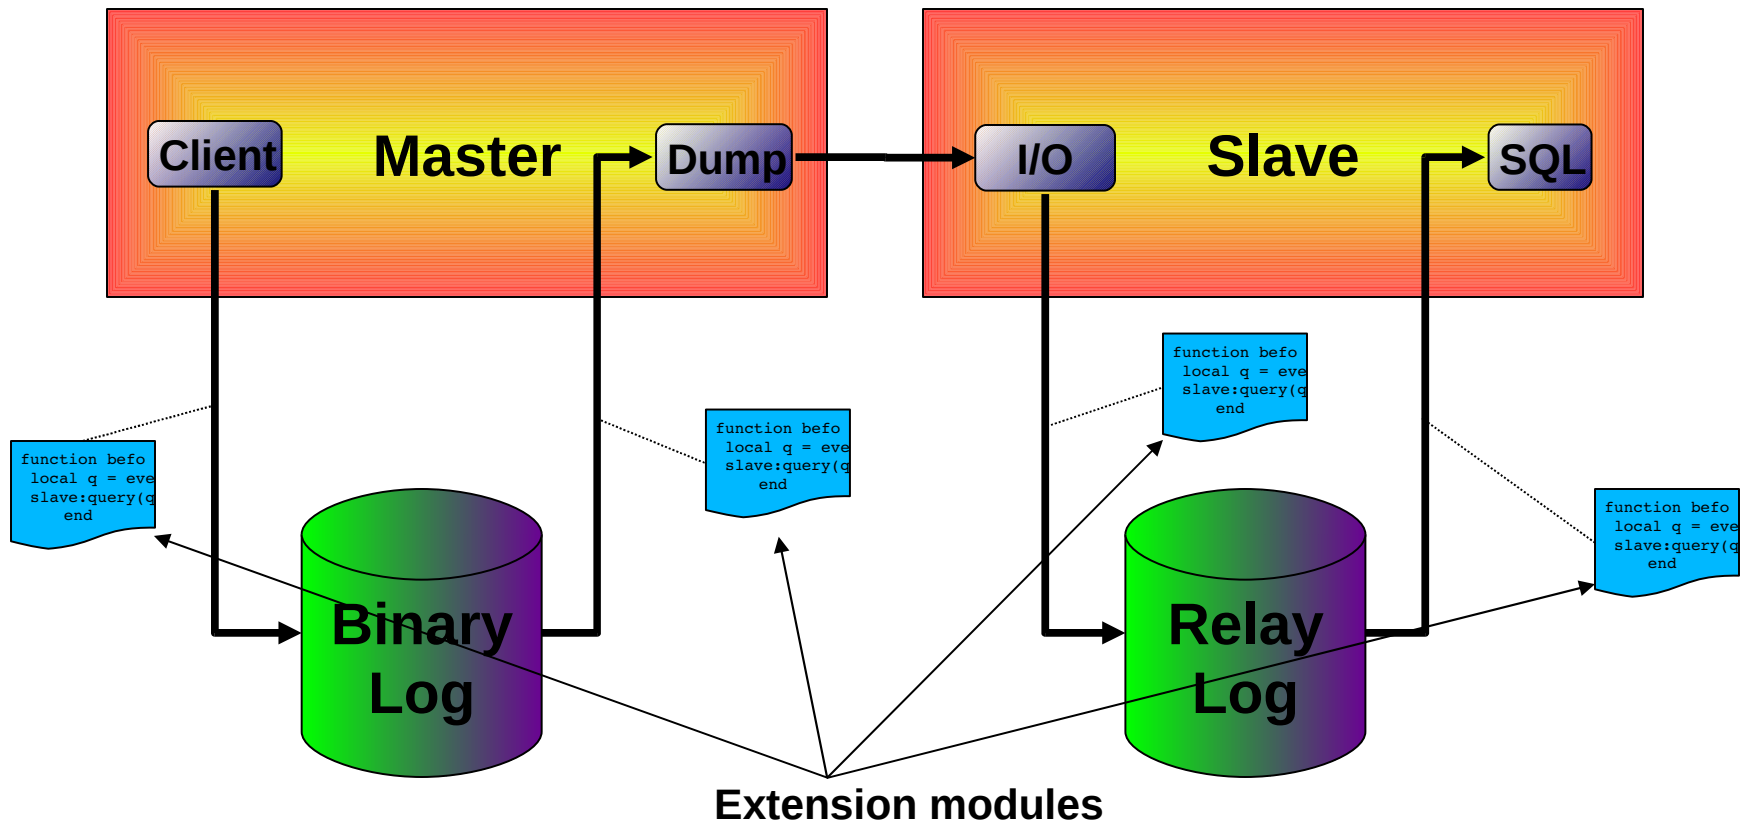 Client
Master
Dump
I/O
Slave
SQL
function befo
local q = eve
slave:query(q
end
function befo
local q = eve
slave:query(q
end
function befo
local q = eve
slave:query(q
end
function befo
local q = eve
slave:query(q
end
Binary
Log
Relay
Log
Extension modules